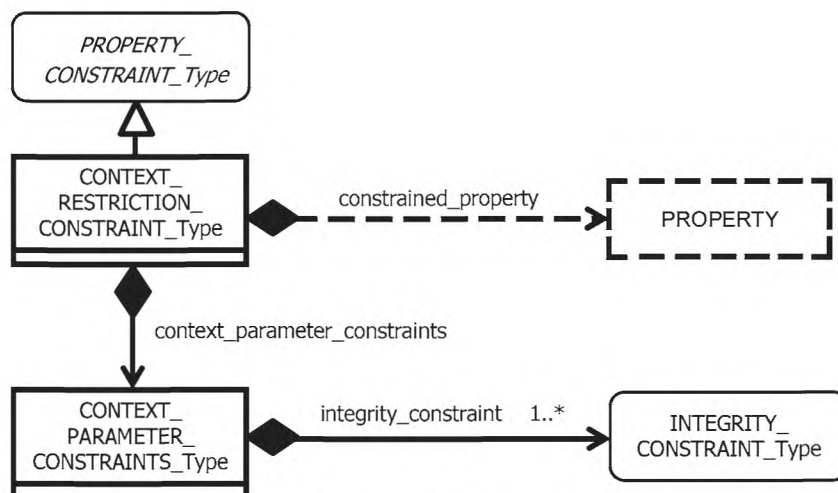 PROPERTY_
CONSTRAINT_Type
CONTEXT_
RESTRICTION_
CONSTRAINT_Type
constrained_property
PROPERTY
context_parameter_constraints
CONTEXT_
PARAMETER_
CONSTRAINTS_Type
integrity_constraint 1..*
INTEGRITY_
CONSTRAINT_Type